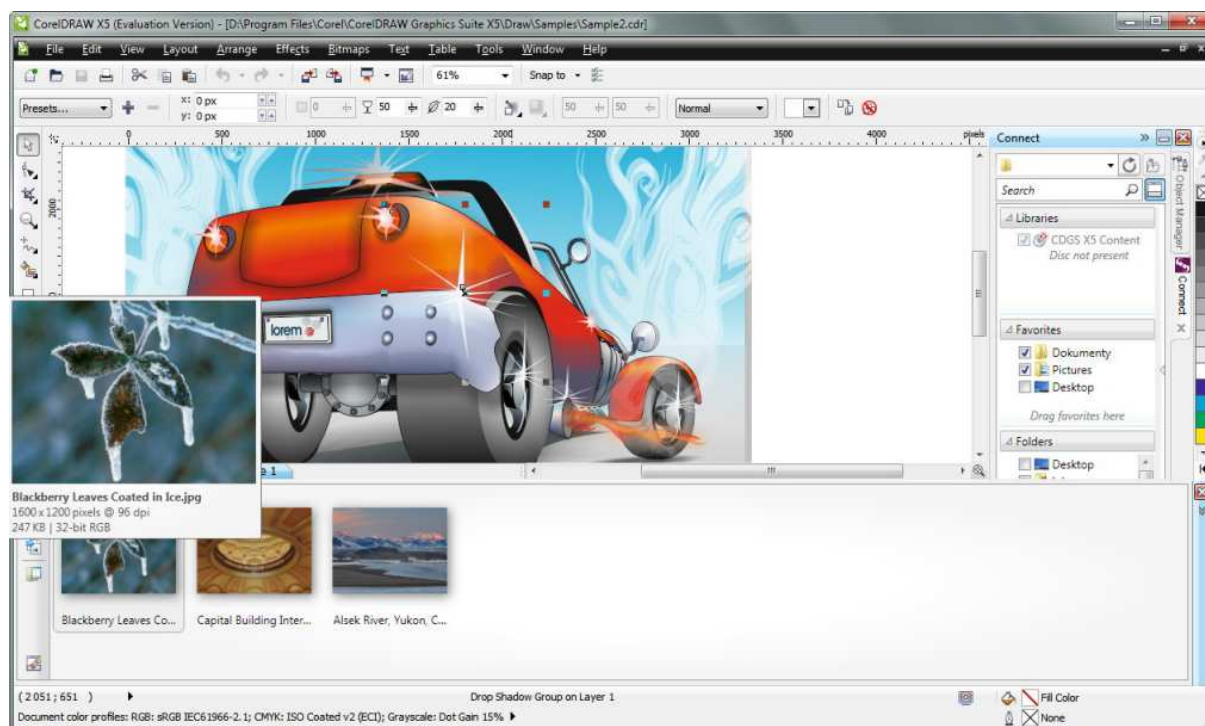 CorelDRAW X5 (Evaluation Version) - [D:\Program Files\Corel\CorelDRAW Graphics Suite X5\Draw\Samples\Sample2.cdr]
File Edit View Layout Arrange Effects Bitmaps Text Table Tools Window Help
61% Snap to
Presets... x: 0 px 0 50 20 50 50 Normal
y: 0 px
0 500 1000 1500 2000 2500 3000 3500 4000 pixels
2000
Connect
Search
Libraries
CDGS X5 Content
Disc not present
Favorites
Dokumenty
Pictures
Desktop
Drag favorites here
Folders
Desktop
Object Manager
Connect
lorem
1
Blackberry Leaves Coated in Ice.jpg
1600 x 1200 pixels @ 96 dpi
247 KB | 32-bit RGB
Blackberry Leaves Co... Capital Building Inter... Alsek River, Yukon, C...
( 2 051 ; 651 ) Drop Shadow Group on Layer 1 Fill Color
Document color profiles: RGB: sRGB IEC61966-2.1; CMYK: ISO Coated v2 (ECI); Grayscale: Dot Gain 15% None